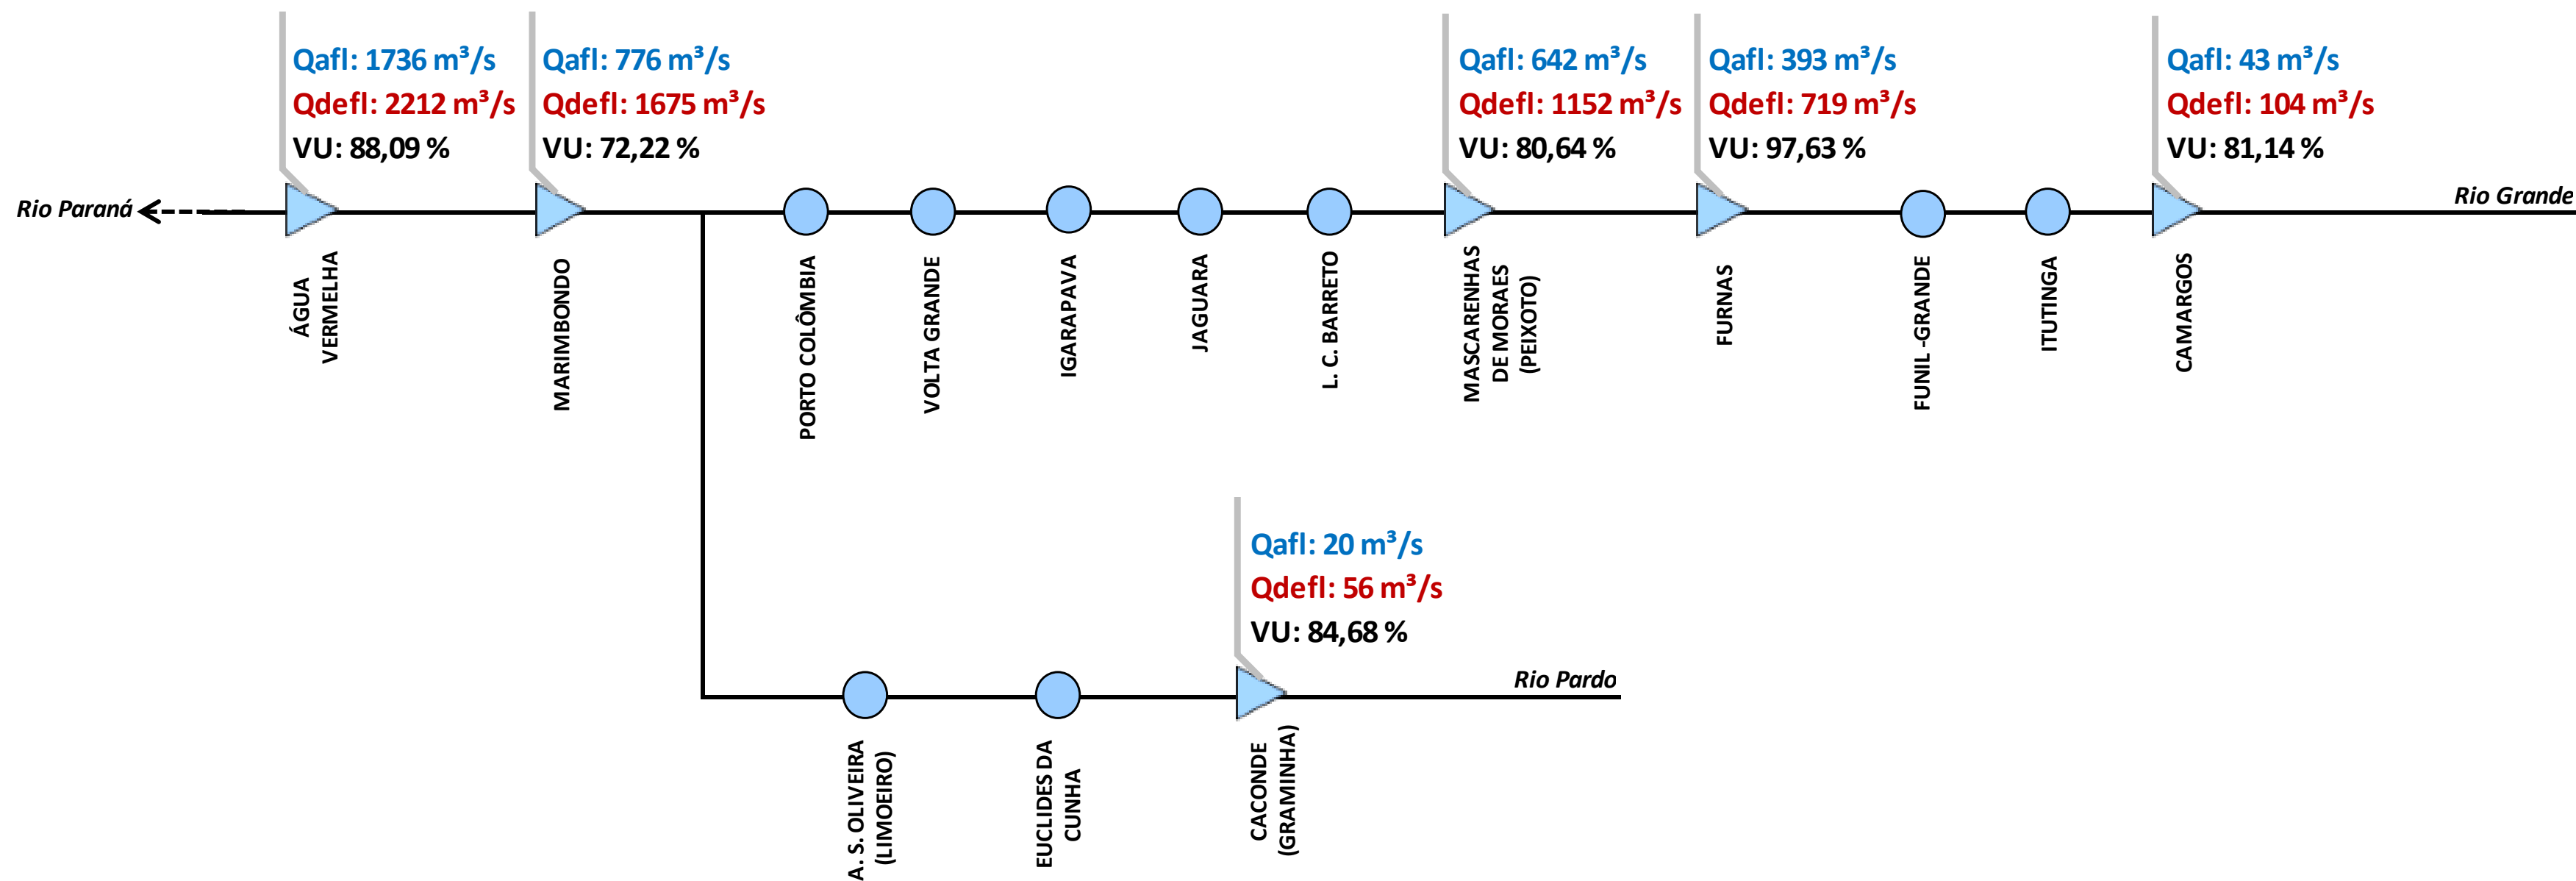 Qafl: 1736 m³/s
Qdefl: 2212 m³/s
VU: 88,09 %
Qafl: 776 m³/s
Qdefl: 1675 m³/s
VU: 72,22 %
Qafl: 642 m³/s
Qdefl: 1152 m³/s
VU: 80,64 %
Qafl: 393 m³/s
Qdefl: 719 m³/s
VU: 97,63 %
Qafl: 43 m³/s
Qdefl: 104 m³/s
VU: 81,14 %
Rio Paraná
Rio Grande
ÁGUA
VERMELHA
MARIMBONDO
PORTO COLÔMBIA
VOLTA GRANDE
IGARAPAVA
JAGUARA
L. C. BARRETO
MASCARENHAS
DE MORAES
(PEIXOTO)
FURNAS
FUNIL -GRANDE
ITUTINGA
CAMARGOS
Qafl: 20 m³/s
Qdefl: 56 m³/s
VU: 84,68 %
Rio Pardo
A. S. OLIVEIRA
(LIMOEIRO)
EUCLIDES DA
CUNHA
CACONDE
(GRAMINHA)